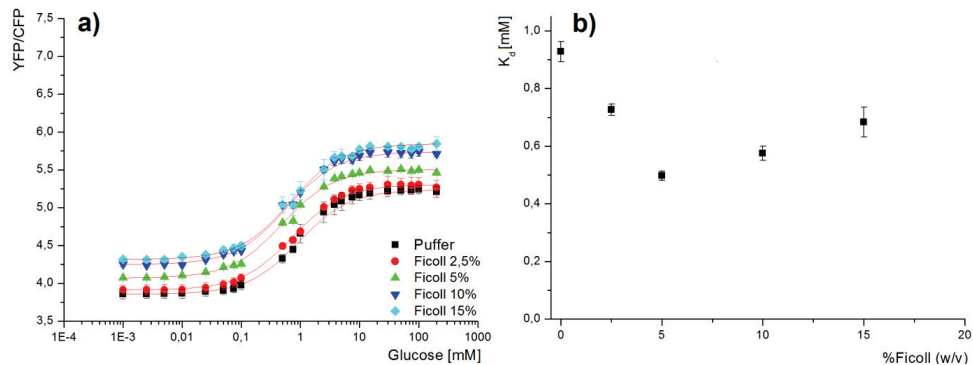 a)
YFP/CFP
7,5
7,0
6,5
6,0
5,5
5,0
4,5
4,0
3,5
Puffer
Ficoll 2,5%
Ficoll 5%
Ficoll 10%
Ficoll 15%
1E-4 1E-3 0,01 0,1 1 10 100 1000
Glucose [mM]
b)
K_d [mM]
1,0
0,8
0,6
0,4
0,2
0,0
0 5 10 15 20
%Ficoll (w/v)